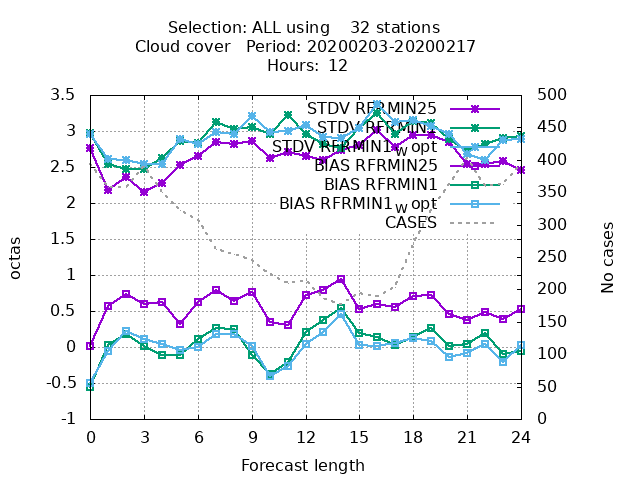 Selection: ALL using    32 stations
Cloud cover   Period: 20200203-20200217
Hours:  12
3.5
3
2.5
2
1.5
1
0.5
0
-0.5
-1
octas
STDV RFRMIN25
STDV RFRMIN1
STDV RFRMIN1w opt
BIAS RFRMIN25
BIAS RFRMIN1
BIAS RFRMIN1w opt
CASES
500
450
400
350
300
250
200
150
100
50
0
No cases
0 3 6 9 12 15 18 21 24
Forecast length